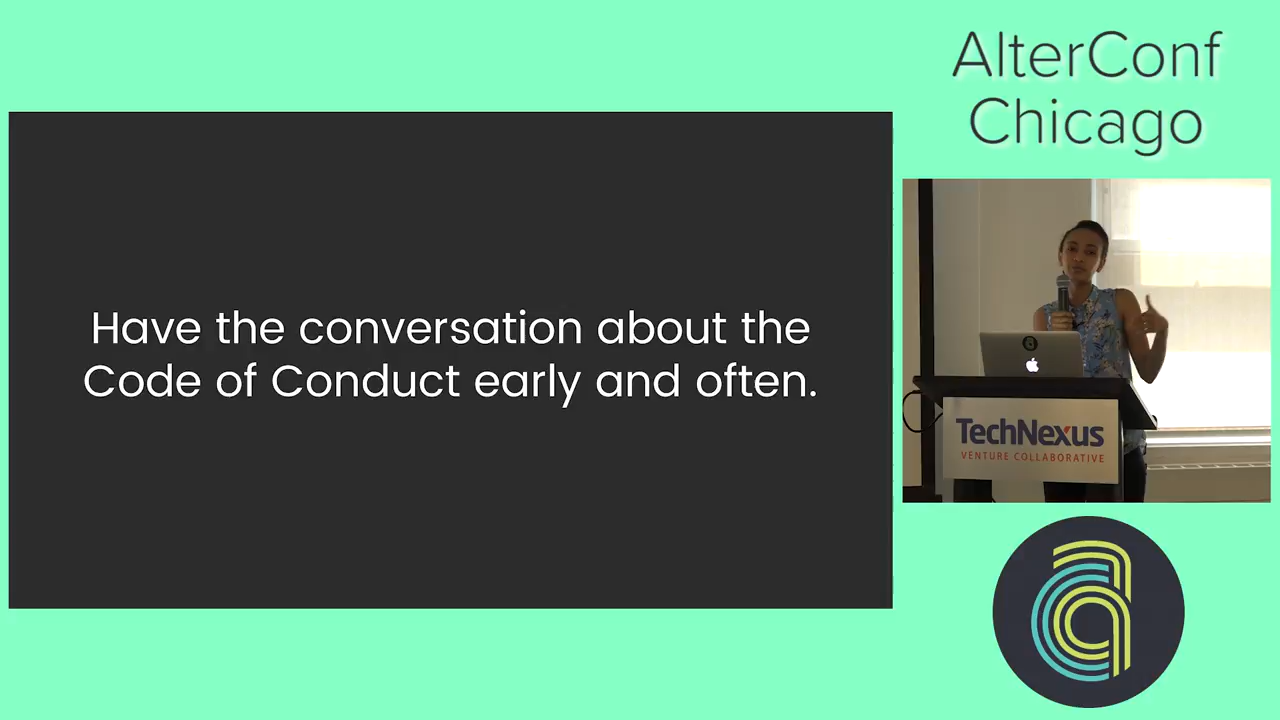 AlterConf
Chicago
Have the conversation about the
Code of Conduct early and often.
TechNexus
VENTURE COLLABORATIVE